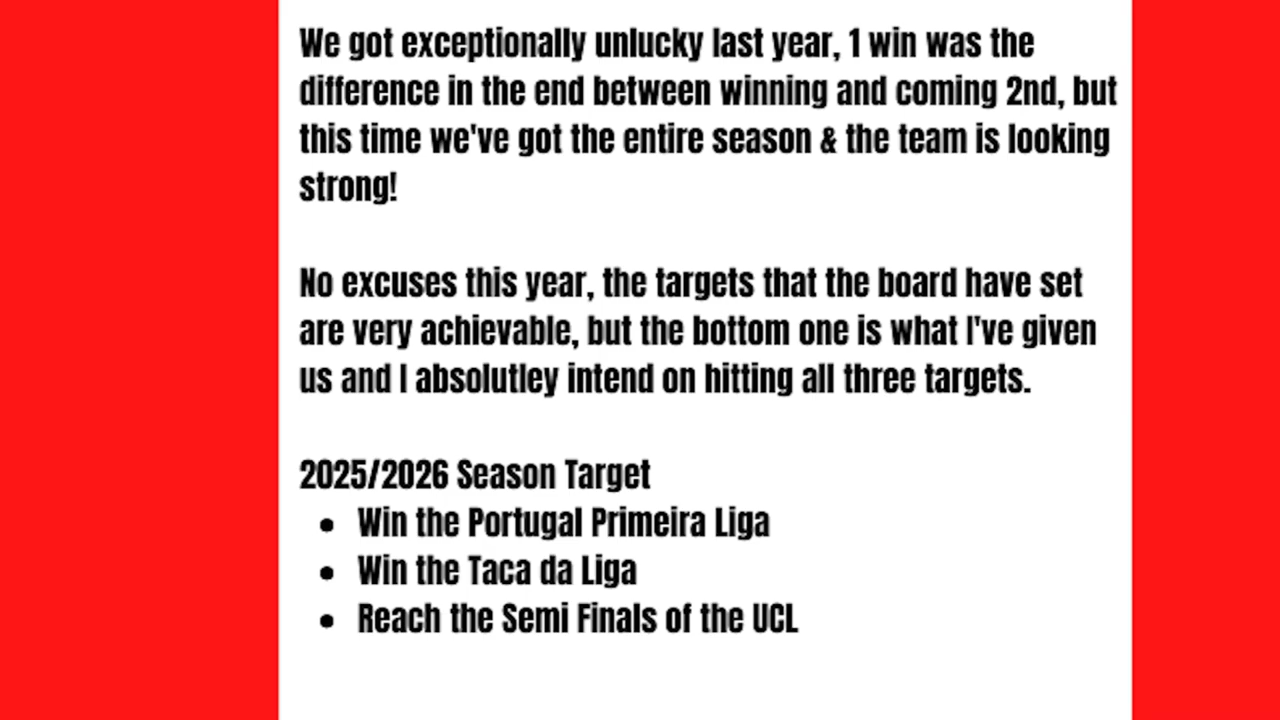 We got exceptionally unlucky last year, 1 win was the
difference in the end between winning and coming 2nd, but
this time we've got the entire season & the team is looking
strong!
No excuses this year, the targets that the board have set
are very achievable, but the bottom one is what I've given
us and I absolutley intend on hitting all three targets.
2025/2026 Season Target
• Win the Portugal Primeira Liga
• Win the Taca da Liga
• Reach the Semi Finals of the UCL